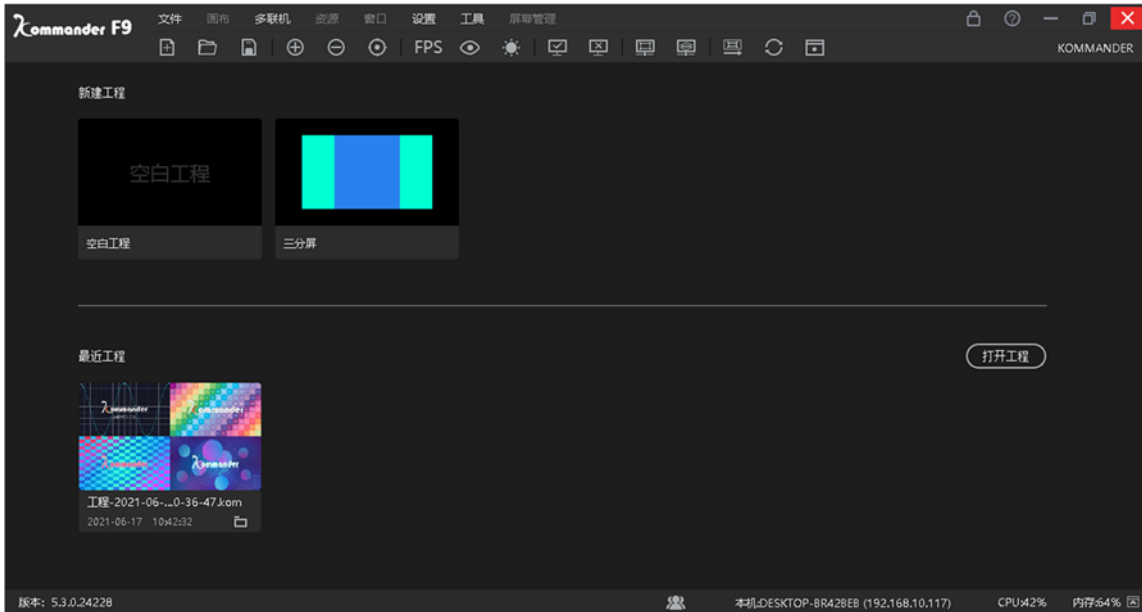 Kommander F9 文件 画布 多联机 资源 窗口 设置 工具 屏幕管理
FPS KOMMANDER
新建工程
空白工程
空白工程 三分屏
最近工程 打开工程
Kommander Kommander
Kommander Kommander
工程-2021-06-...0-36-47.kom
2021-06-17 10:42:32
版本: 5.3.0.24228 本机:DESKTOP-BR428EB (192.168.10.117) CPU:42% 内存:64%